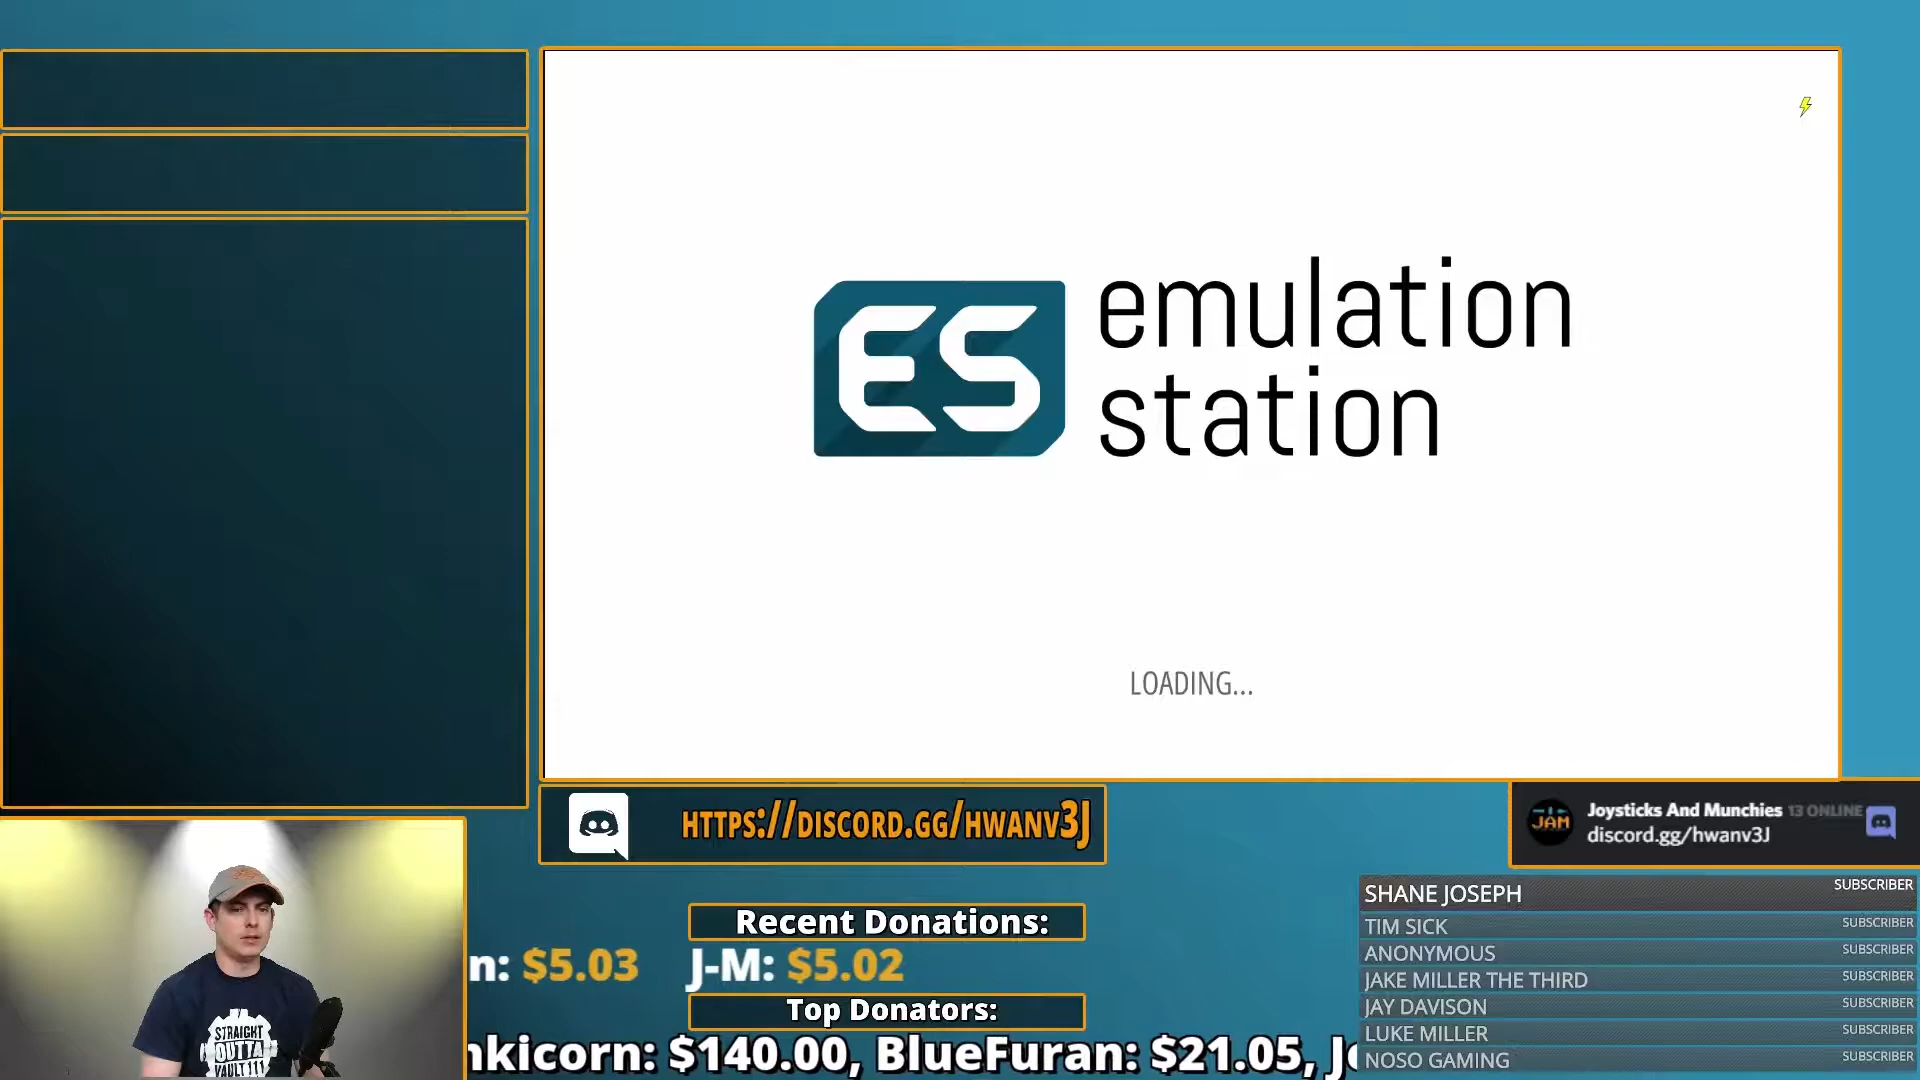 ES
emulation
station
LOADING...
HTTPS://DISCORD.GG/HWANV3J
Joysticks And Munchies 13 ONLINE
JAM
discord.gg/hwanv3J
Recent Donations:
n: $5.03 J-M: $5.02
Top Donators:
nkicorn: $140.00, BlueFuran: $21.05,
SHANE JOSEPH SUBSCRIBER
TIM SICK SUBSCRIBER
ANONYMOUS SUBSCRIBER
JAKE MILLER THE THIRD SUBSCRIBER
JAY DAVISON SUBSCRIBER
LUKE MILLER SUBSCRIBER
NOSO GAMING SUBSCRIBER
STRAIGHT
OUTTA
VAULT 111